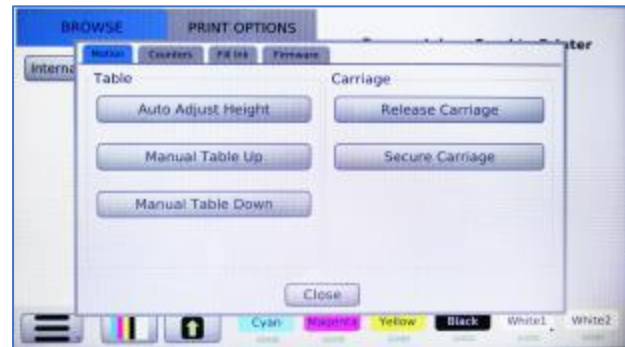 BROWSE PRINT OPTIONS
Motion Counters Fill Ink Firmware
Interna
Table Carriage
Auto Adjust Height Release Carriage
Manual Table Up Secure Carriage
Manual Table Down
Close
Cyan Magenta Yellow Black White1 White2